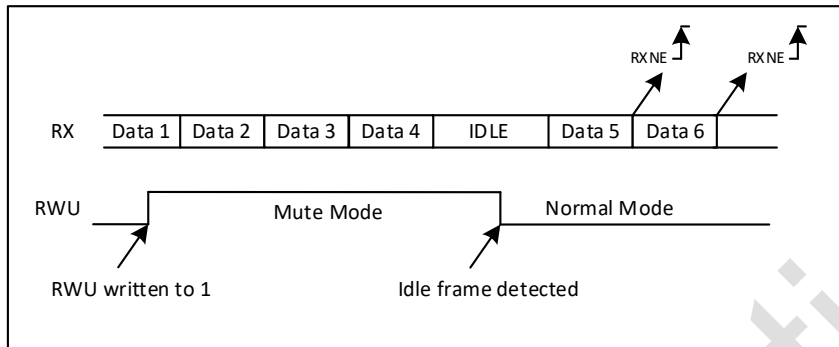 RXNE RXNE
RX Data 1 Data 2 Data 3 Data 4 IDLE Data 5 Data 6
RWU Mute Mode Normal Mode
RWU written to 1 Idle frame detected